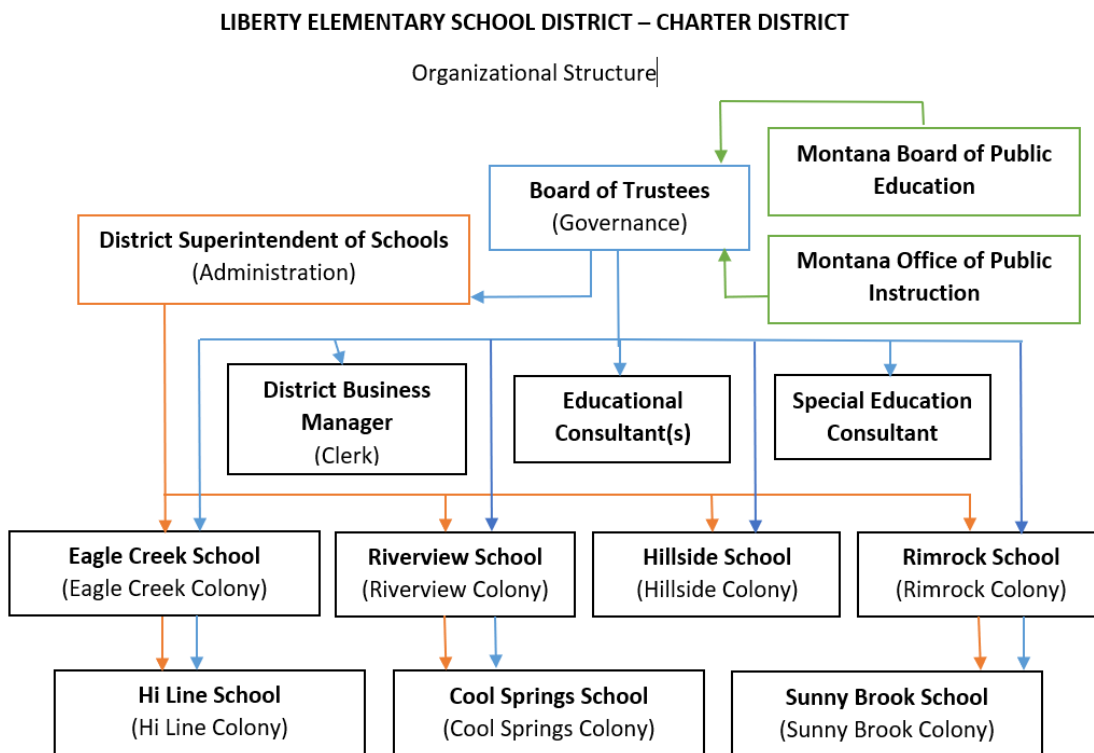 LIBERTY ELEMENTARY SCHOOL DISTRICT – CHARTER DISTRICT
Organizational Structure
Montana Board of Public
Education
Board of Trustees
(Governance)
District Superintendent of Schools
(Administration)
Montana Office of Public
Instruction
District Business
Manager
(Clerk)
Educational
Consultant(s)
Special Education
Consultant
Eagle Creek School
(Eagle Creek Colony)
Riverview School
(Riverview Colony)
Hillside School
(Hillside Colony)
Rimrock School
(Rimrock Colony)
Hi Line School
(Hi Line Colony)
Cool Springs School
(Cool Springs Colony)
Sunny Brook School
(Sunny Brook Colony)